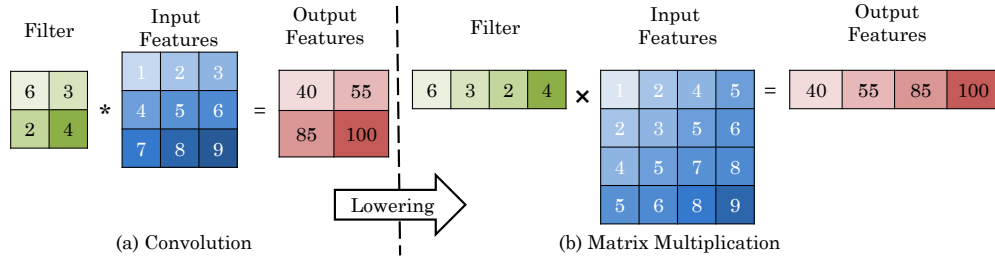 Filter
Input
Features
Output
Features
6 3
2 4
*
1 2 3
4 5 6
7 8 9
=
40 55
85 100
(a) Convolution
Lowering
Filter
Input
Features
Output
Features
6 3 2 4
×
1 2 4 5
2 3 5 6
4 5 7 8
5 6 8 9
=
40 55 85 100
(b) Matrix Multiplication